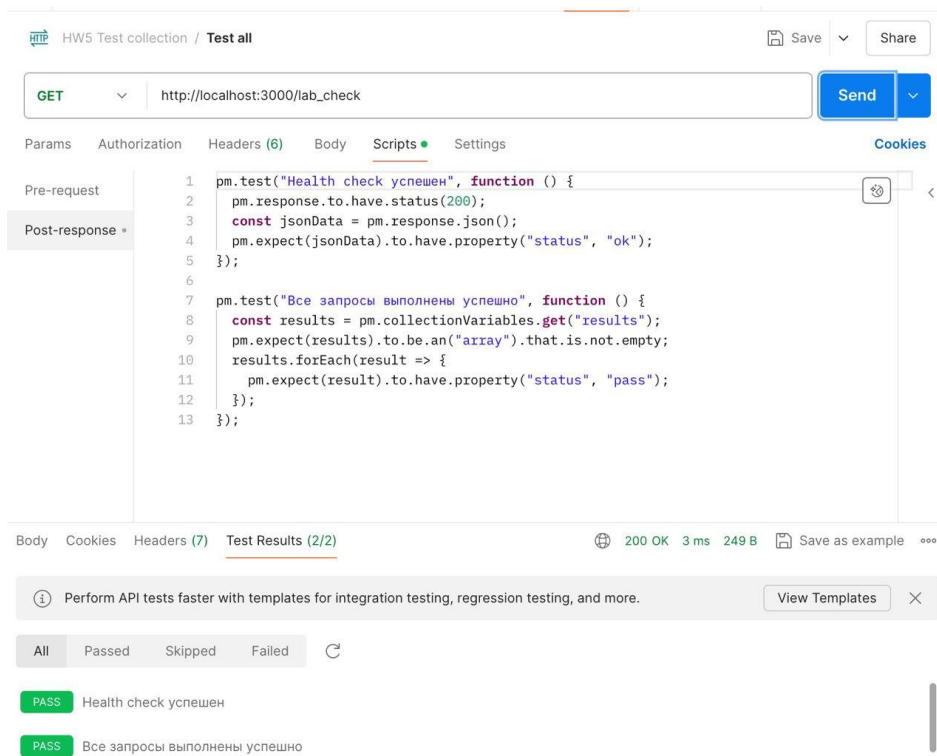 HTTP HW5 Test collection / Test all Save Share
GET http://localhost:3000/lab_check Send
Params Authorization Headers (6) Body Scripts Settings Cookies
Pre-request
Post-response
1 pm.test("Health check успешен", function () {
2 pm.response.to.have.status(200);
3 const jsonData = pm.response.json();
4 pm.expect(jsonData).to.have.property("status", "ok");
5 });
6
7 pm.test("Все запросы выполнены успешно", function () {
8 const results = pm.collectionVariables.get("results");
9 pm.expect(results).to.be.an("array").that.is.not.empty;
10 results.forEach(result => {
11 pm.expect(result).to.have.property("status", "pass");
12 });
13 });
Body Cookies Headers (7) Test Results (2/2) 200 OK 3 ms 249 B Save as example
Perform API tests faster with templates for integration testing, regression testing, and more. View Templates
All Passed Skipped Failed
PASS Health check успешен
PASS Все запросы выполнены успешно